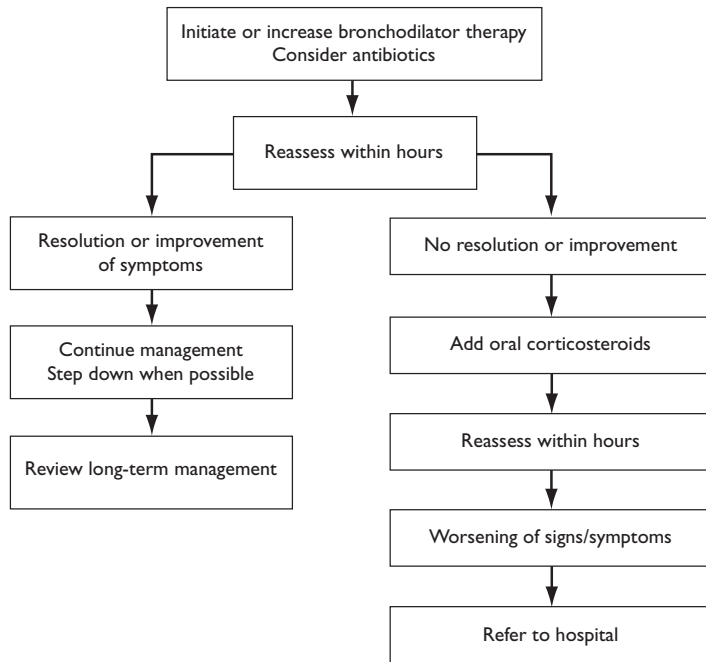 Initiate or increase bronchodilator therapy
Consider antibiotics
Reassess within hours
Resolution or improvement
of symptoms
Continue management
Step down when possible
Review long-term management
No resolution or improvement
Add oral corticosteroids
Reassess within hours
Worsening of signs/symptoms
Refer to hospital